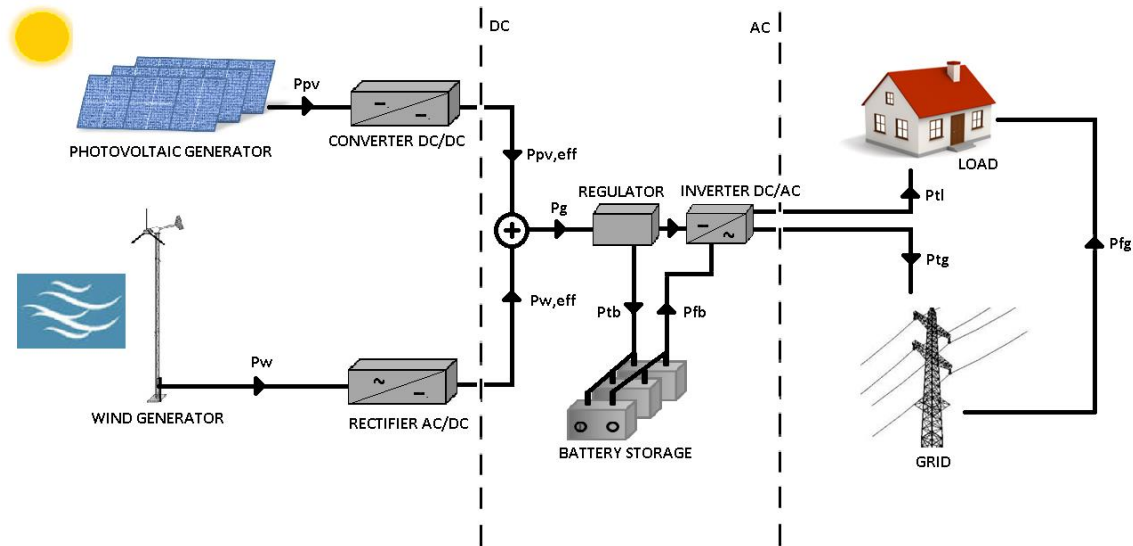 DC
AC
Ppv
PHOTOVOLTAIC GENERATOR
CONVERTER DC/DC
LOAD
Ppv,eff
REGULATOR
INVERTER DC/AC
Ptl
Pg
Pfg
Ptg
Pw,eff
Ptb
Pfb
Pw
WIND GENERATOR
RECTIFIER AC/DC
BATTERY STORAGE
GRID